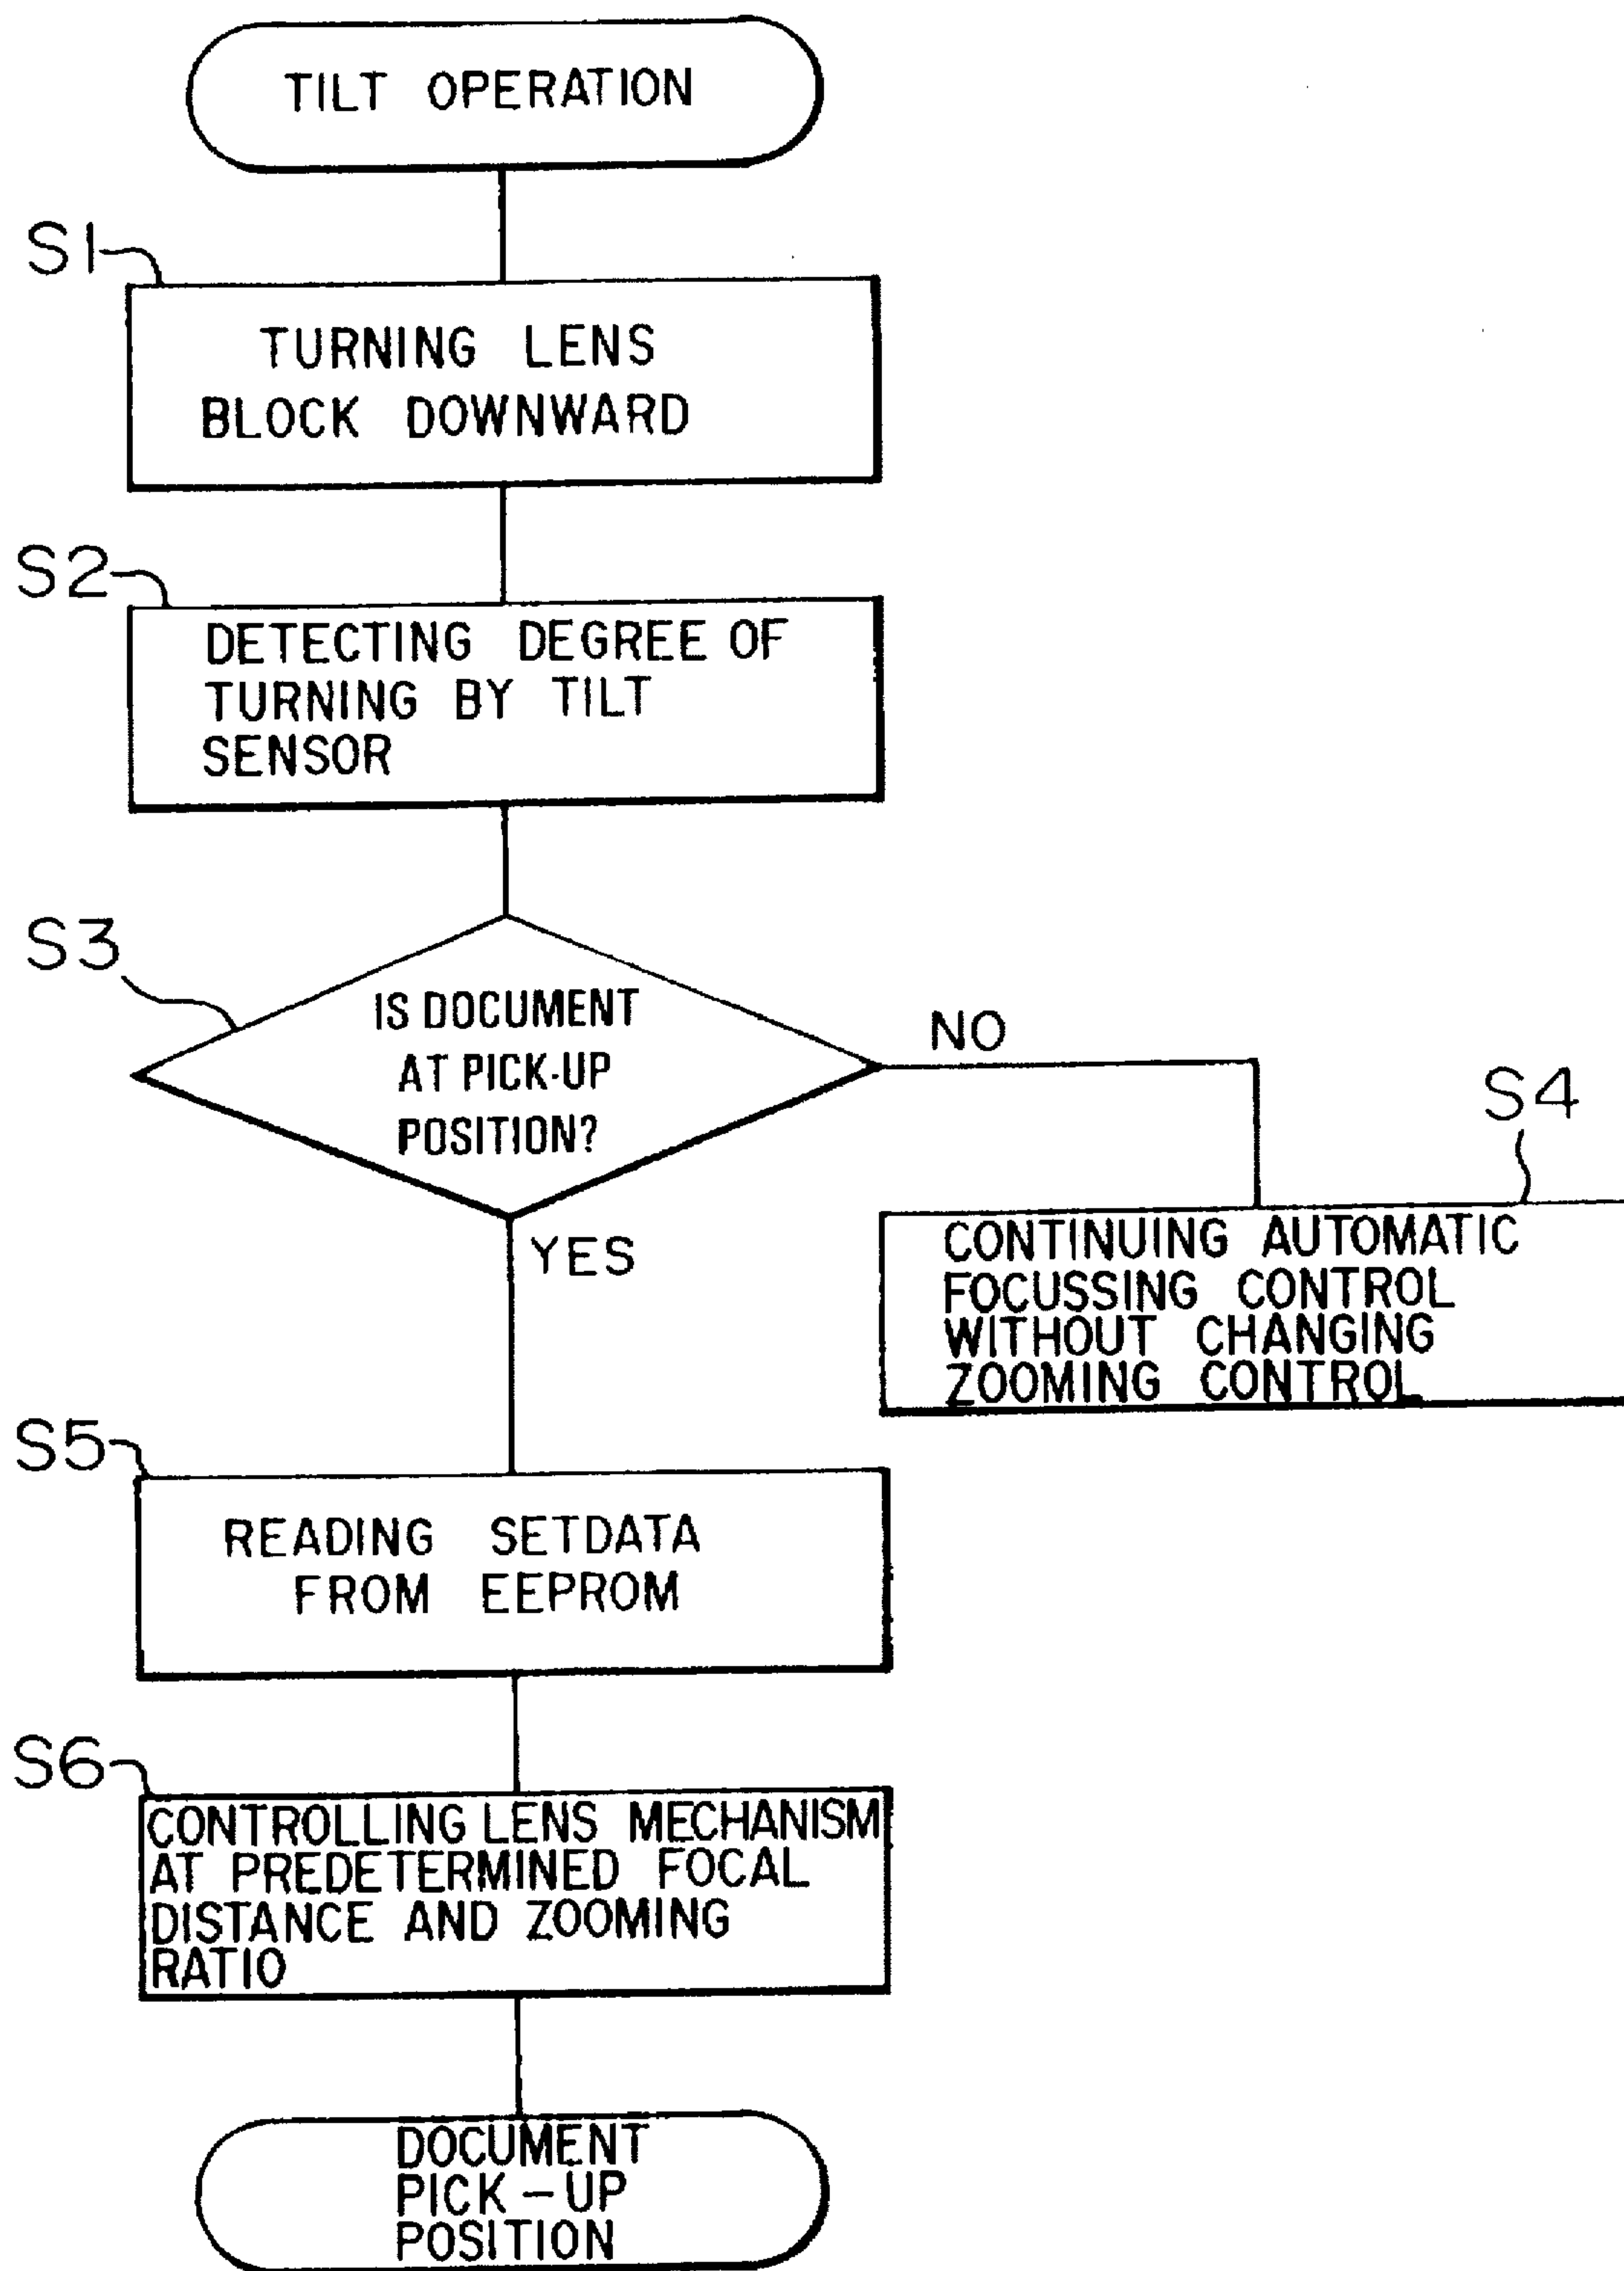 TILT OPERATION
S1
TURNING LENS
BLOCK DOWNWARD
S2
DETECTING DEGREE OF
TURNING BY TILT
SENSOR
S3
IS DOCUMENT
AT PICK-UP
POSITION?
NO
S4
CONTINUING AUTOMATIC
FOCUSSING CONTROL
WITHOUT CHANGING
ZOOMING CONTROL
YES
S5
READING SETDATA
FROM EEPROM
S6
CONTROLLING LENS MECHANISM
AT PREDETERMINED FOCAL
DISTANCE AND ZOOMING
RATIO
DOCUMENT
PICK-UP
POSITION